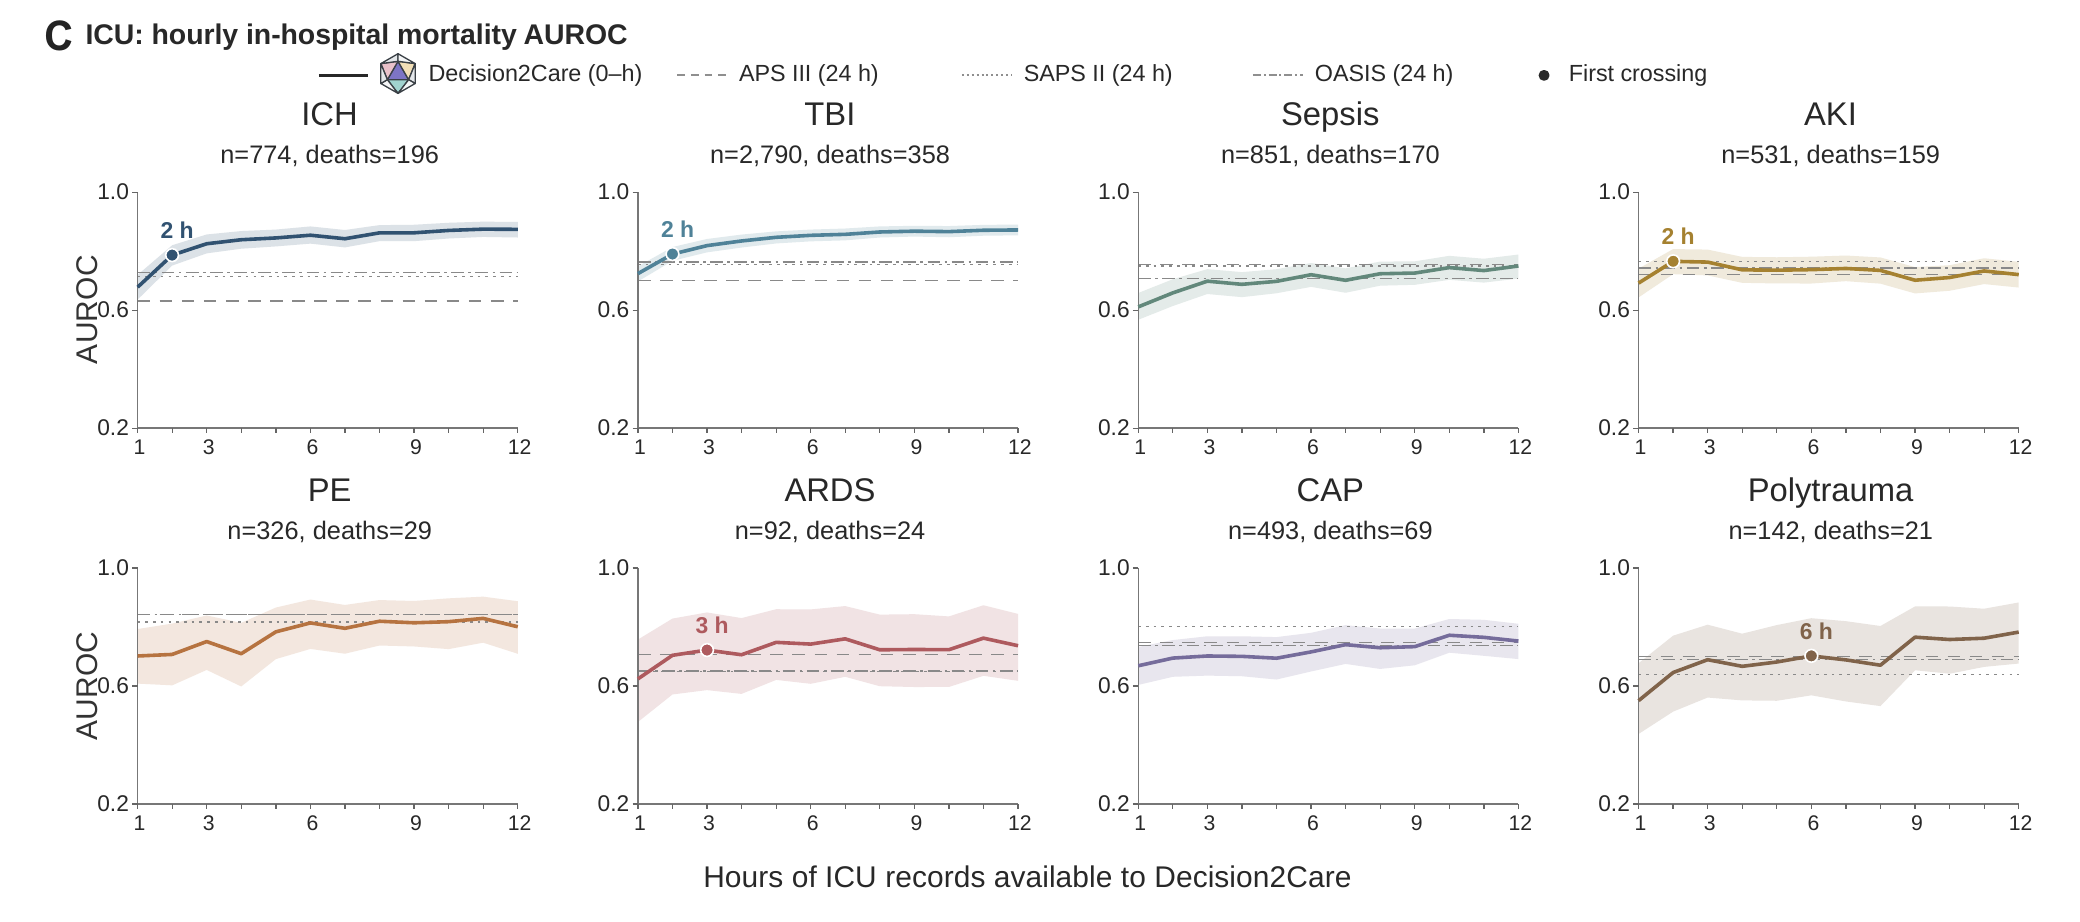 C ICU: hourly in-hospital mortality AUROC
Decision2Care (0–h) APS III (24 h) SAPS II (24 h) OASIS (24 h) First crossing
ICH TBI Sepsis AKI
n=774, deaths=196 n=2,790, deaths=358 n=851, deaths=170 n=531, deaths=159
1.0 1.0 1.0 1.0
2 h 2 h 2 h
AUROC
0.6 0.6 0.6 0.6
0.2 0.2 0.2 0.2
1 3 6 9 12 1 3 6 9 12 1 3 6 9 12 1 3 6 9 12
PE ARDS CAP Polytrauma
n=326, deaths=29 n=92, deaths=24 n=493, deaths=69 n=142, deaths=21
1.0 1.0 1.0 1.0
3 h 6 h
AUROC
0.6 0.6 0.6 0.6
0.2 0.2 0.2 0.2
1 3 6 9 12 1 3 6 9 12 1 3 6 9 12 1 3 6 9 12
Hours of ICU records available to Decision2Care